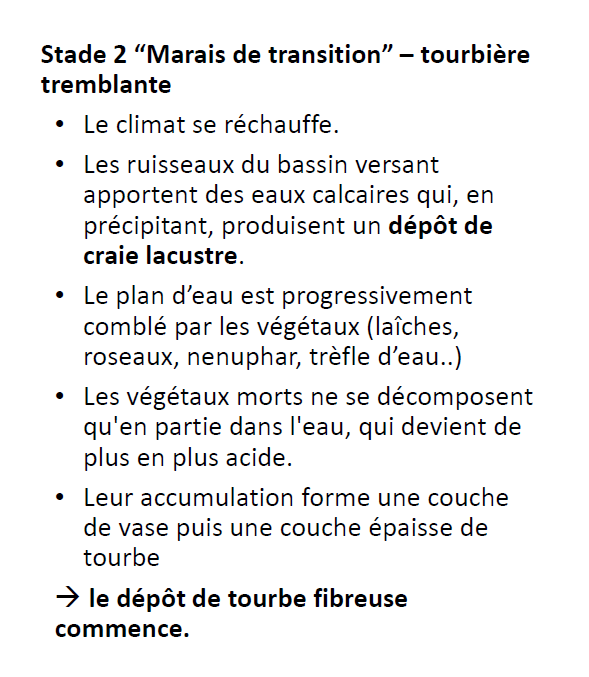 Stade 2 “Marais de transition” – tourbière
tremblante
• Le climat se réchauffe.
• Les ruisseaux du bassin versant
apportent des eaux calcaires qui, en
précipitant, produisent un dépôt de
craie lacustre.
• Le plan d’eau est progressivement
comblé par les végétaux (laîches,
roseaux, nenuphar, trèfle d’eau..)
• Les végétaux morts ne se décomposent
qu'en partie dans l'eau, qui devient de
plus en plus acide.
• Leur accumulation forme une couche
de vase puis une couche épaisse de
tourbe
→ le dépôt de tourbe fibreuse
commence.